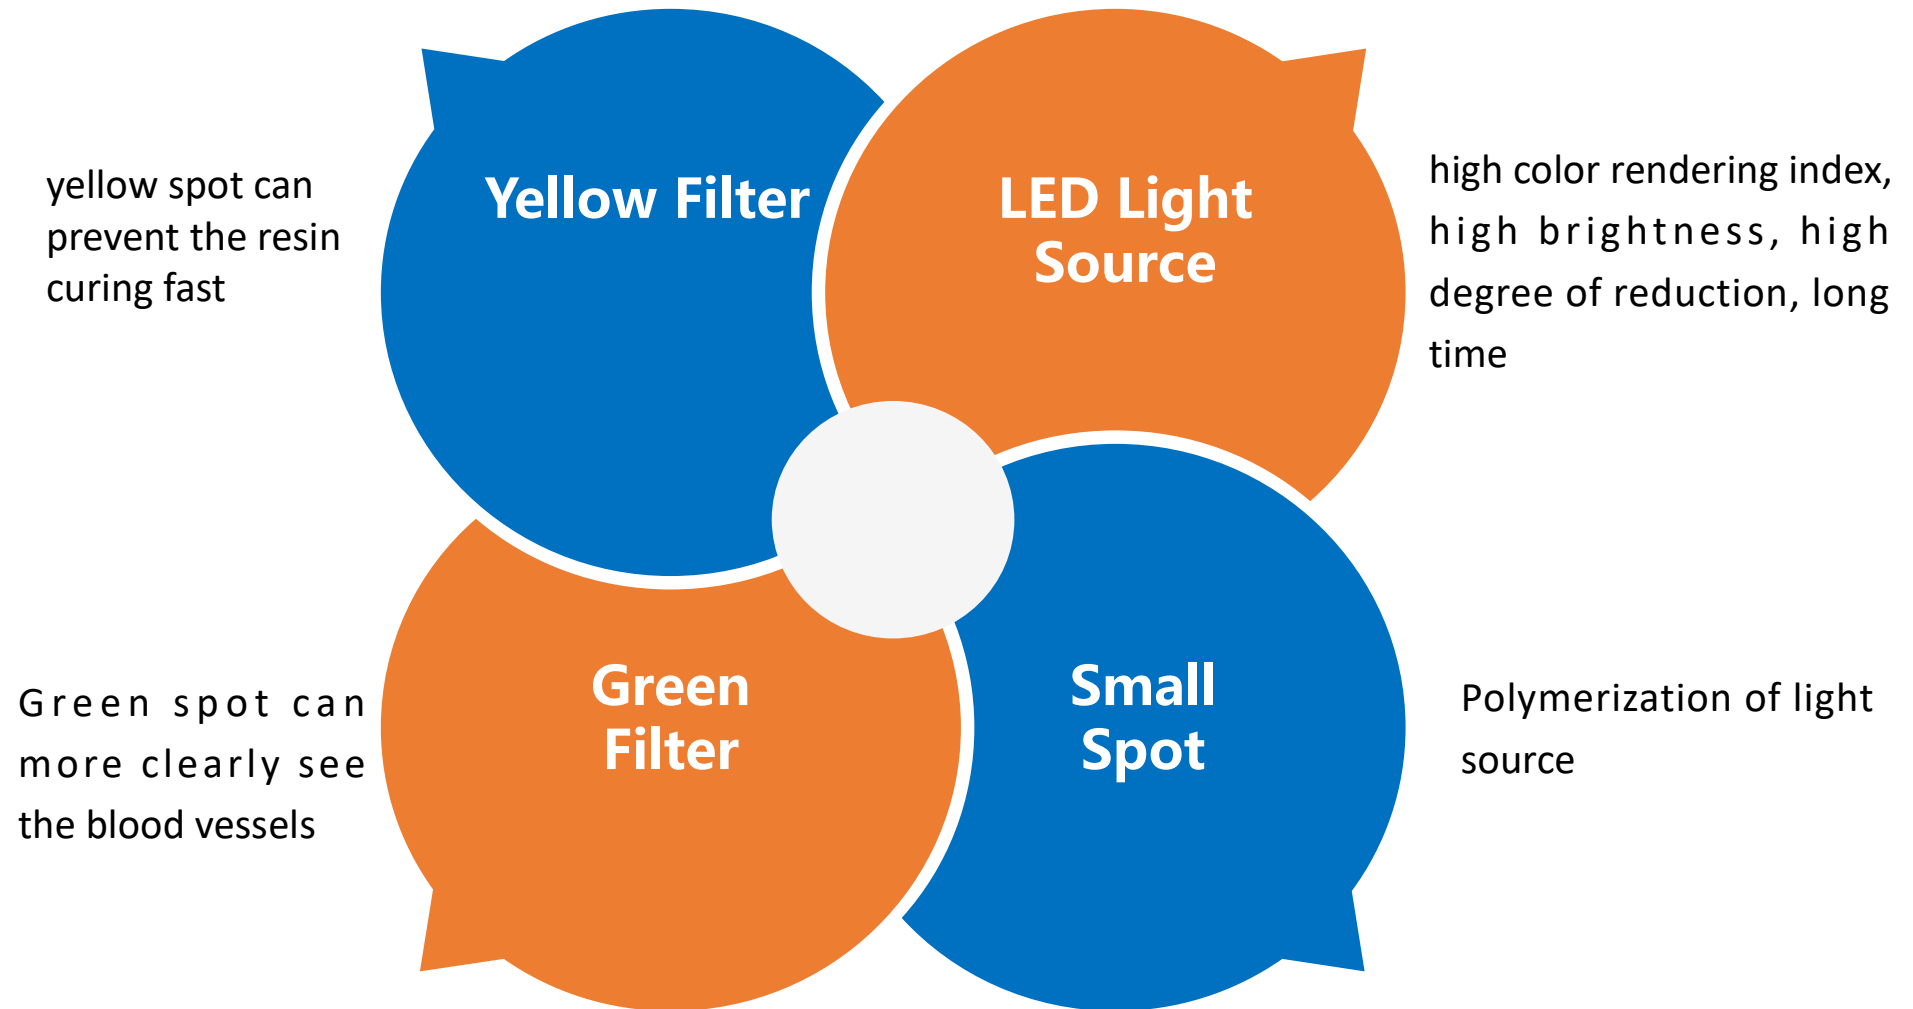 yellow spot can
prevent the resin
curing fast
Yellow Filter
LED Light
Source
high color rendering index,
high brightness, high
degree of reduction, long
time
Green spot can
more clearly see
the blood vessels
Green
Filter
Small
Spot
Polymerization of light
source